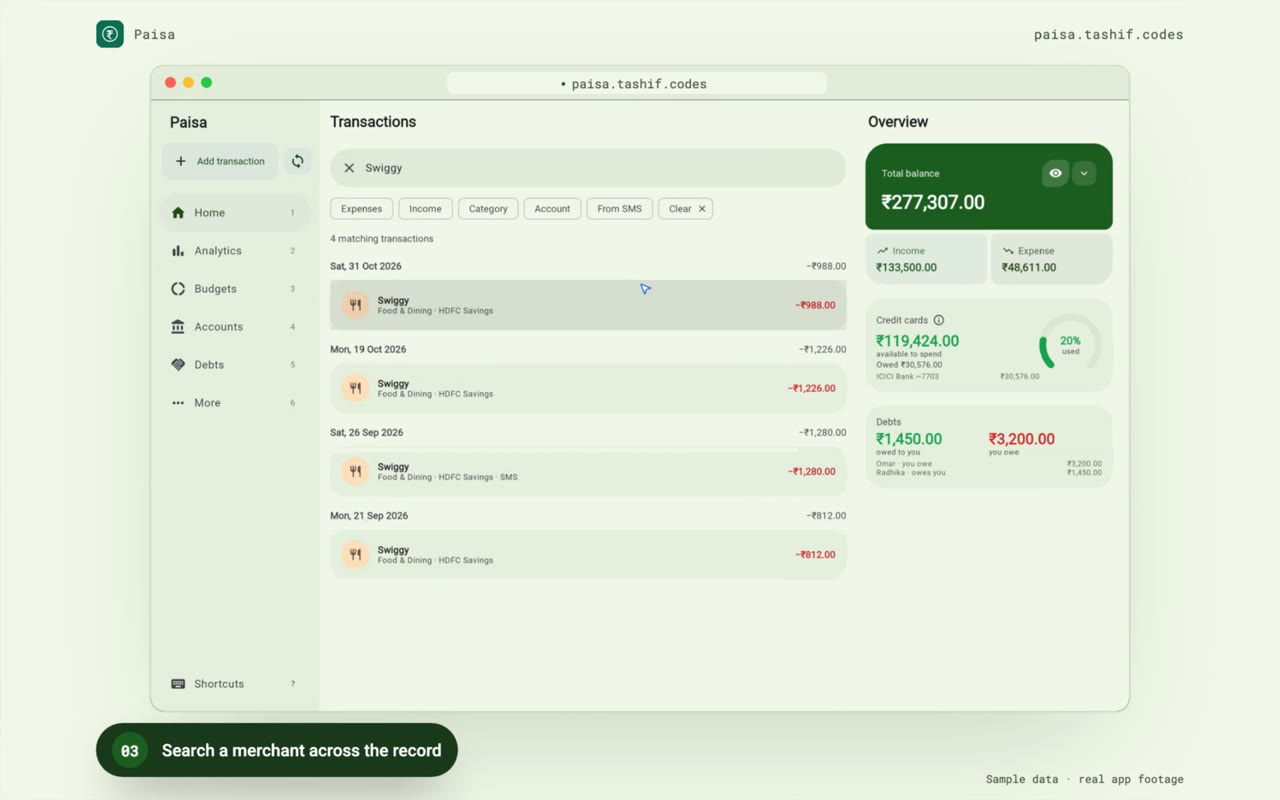 Paisa
paisa.tashif.codes
• paisa.tashif.codes
Paisa
+ Add transaction
Home 1
Analytics 2
Budgets 3
Accounts 4
Debts 5
More 6
Shortcuts ?
Transactions
Swiggy
Expenses Income Category Account From SMS Clear ×
4 matching transactions
Sat, 31 Oct 2026 −₹988.00
Swiggy −₹988.00
Food & Dining · HDFC Savings
Mon, 19 Oct 2026 −₹1,226.00
Swiggy −₹1,226.00
Food & Dining · HDFC Savings
Sat, 26 Sep 2026 −₹1,280.00
Swiggy −₹1,280.00
Food & Dining · HDFC Savings · SMS
Mon, 21 Sep 2026 −₹812.00
Swiggy −₹812.00
Food & Dining · HDFC Savings
Overview
Total balance
₹277,307.00
Income
₹133,500.00
Expense
₹48,611.00
Credit cards
₹119,424.00
available to spend
Owed ₹30,576.00
ICICI Bank ··7703 ₹30,576.00
20%
used
Debts
₹1,450.00 ₹3,200.00
owed to you you owe
Omar · you owe ₹3,200.00
Radhika · owes you ₹1,450.00
03 Search a merchant across the record
Sample data · real app footage